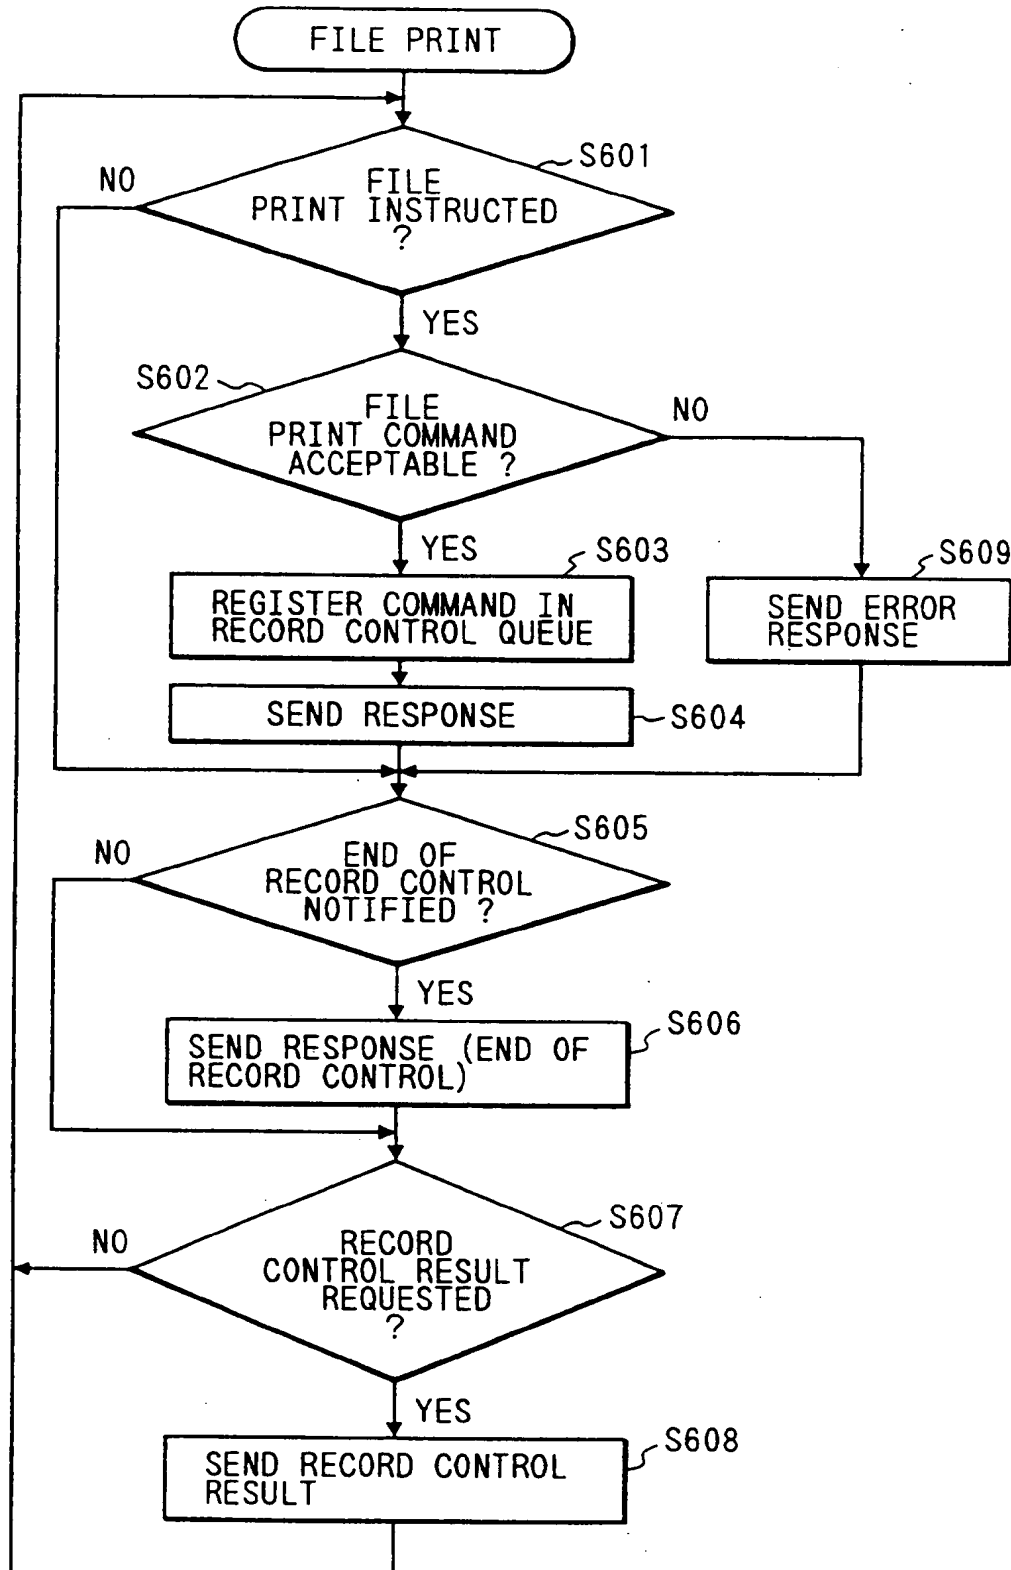 FILE PRINT
S601
NO
FILE
PRINT INSTRUCTED
?
YES
S602
FILE
PRINT COMMAND
ACCEPTABLE ?
NO
YES
S603
S609
REGISTER COMMAND IN
RECORD CONTROL QUEUE
SEND ERROR
RESPONSE
SEND RESPONSE
S604
S605
NO
END OF
RECORD CONTROL
NOTIFIED ?
YES
S606
SEND RESPONSE (END OF
RECORD CONTROL)
S607
NO
RECORD
CONTROL RESULT
REQUESTED
?
YES
S608
SEND RECORD CONTROL
RESULT